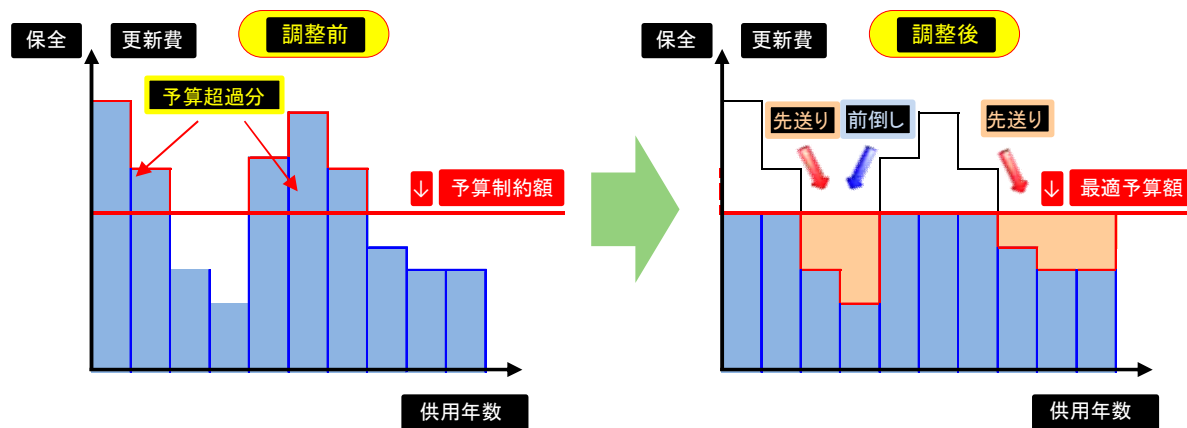 保全 更新費 調整前
予算超過分
↓ 予算制約額
供用年数
保全 更新費 調整後
先送り 前倒し 先送り
↓ 最適予算額
供用年数